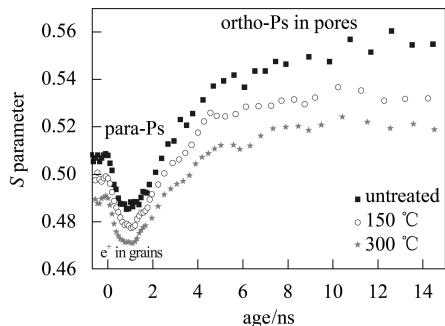 ortho-Ps in pores
0.56
0.54
0.52
0.50
0.48
0.46
S parameter
para-Ps
e+ in grains
untreated
150 ℃
300 ℃
0 2 4 6 8 10 12 14
age/ns